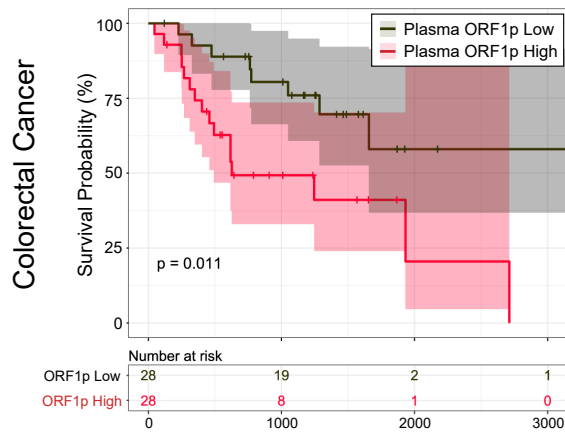 Plasma ORF1p Low
Plasma ORF1p High
Colorectal Cancer
Survival Probability (%)
100
75
50
25
0
p = 0.011
Number at risk
ORF1p Low 28 19 2 1
ORF1p High 28 8 1 0
0 1000 2000 3000